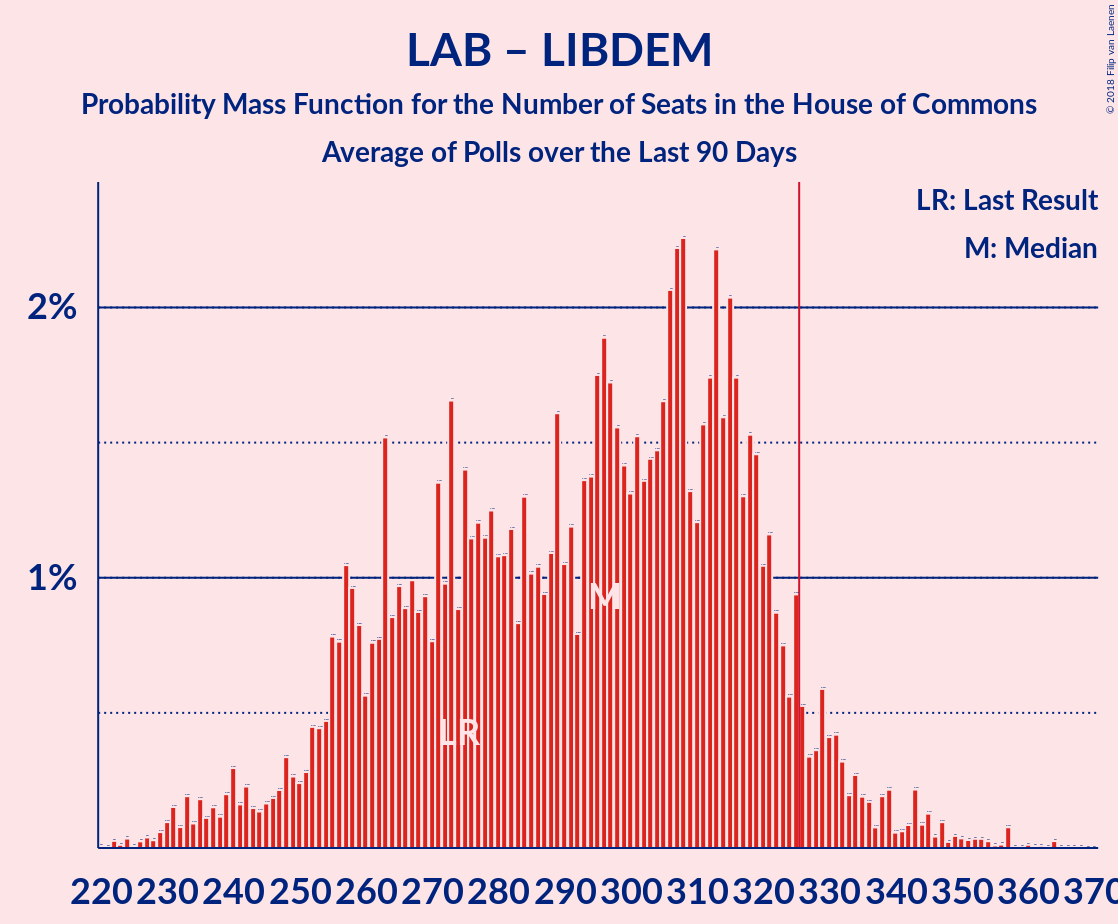 LAB – LIBDEM
Probability Mass Function for the Number of Seats in the House of Commons
Average of Polls over the Last 90 Days
© 2018 Filip van Laenen
LR: Last Result
M: Median
2%
1%
M
LR
220 230 240 250 260 270 280 290 300 310 320 330 340 350 360 370